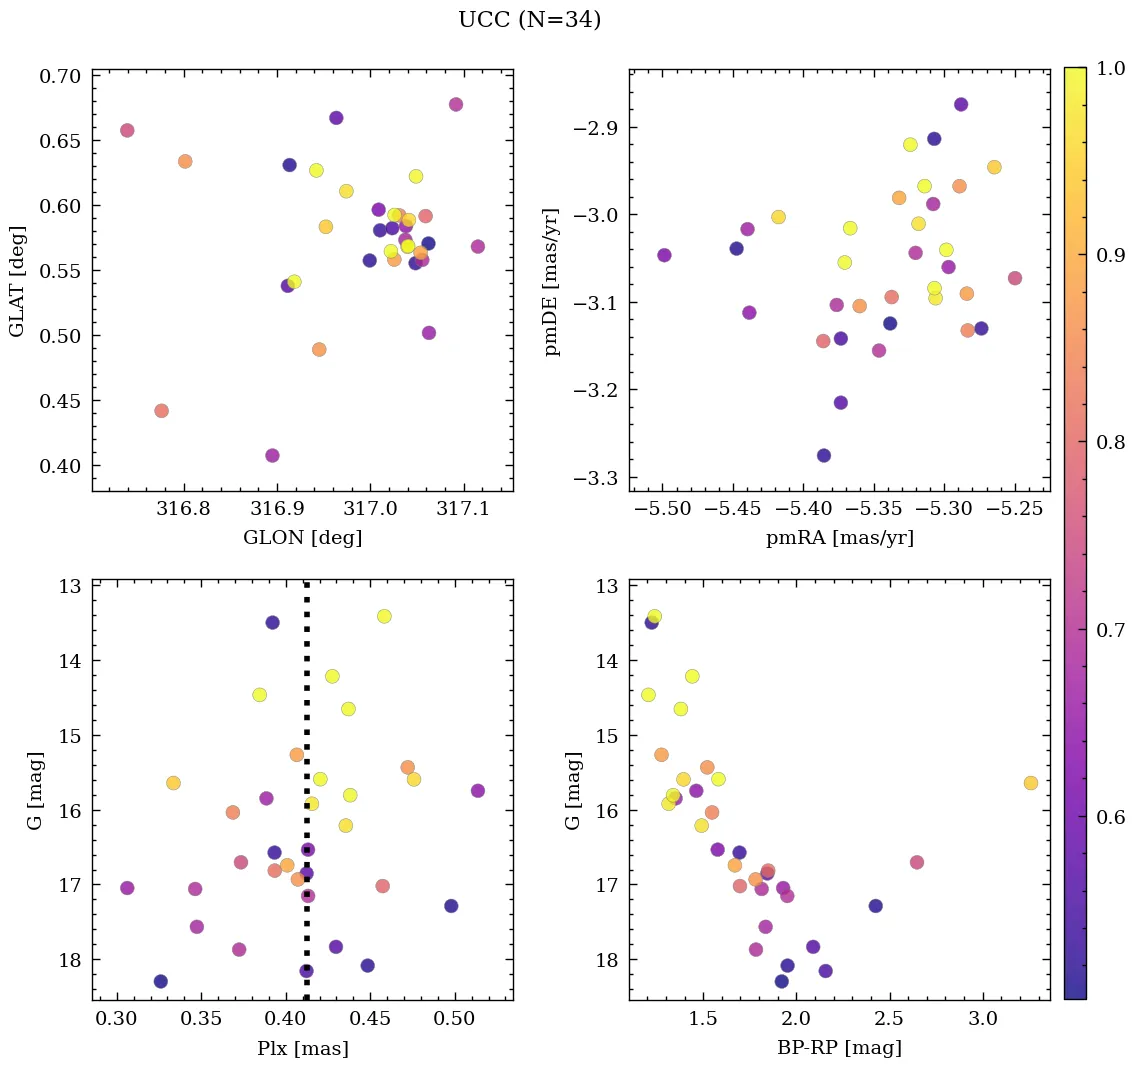 UCC (N=34)
0.70
0.65
0.60
0.55
0.50
0.45
0.40
GLAT [deg]
316.8 316.9 317.0 317.1
GLON [deg]
−2.9
−3.0
−3.1
−3.2
−3.3
pmDE [mas/yr]
−5.50 −5.40 −5.35 −5.30 −5.25
pmRA [mas/yr]
1.0
0.9
0.8
0.7
0.6
13
14
15
16
17
18
G [mag]
0.30 0.35 0.40 0.45 0.50
Plx [mas]
13
14
15
16
17
18
G [mag]
1.5 2.0 2.5 3.0
BP-RP [mag]